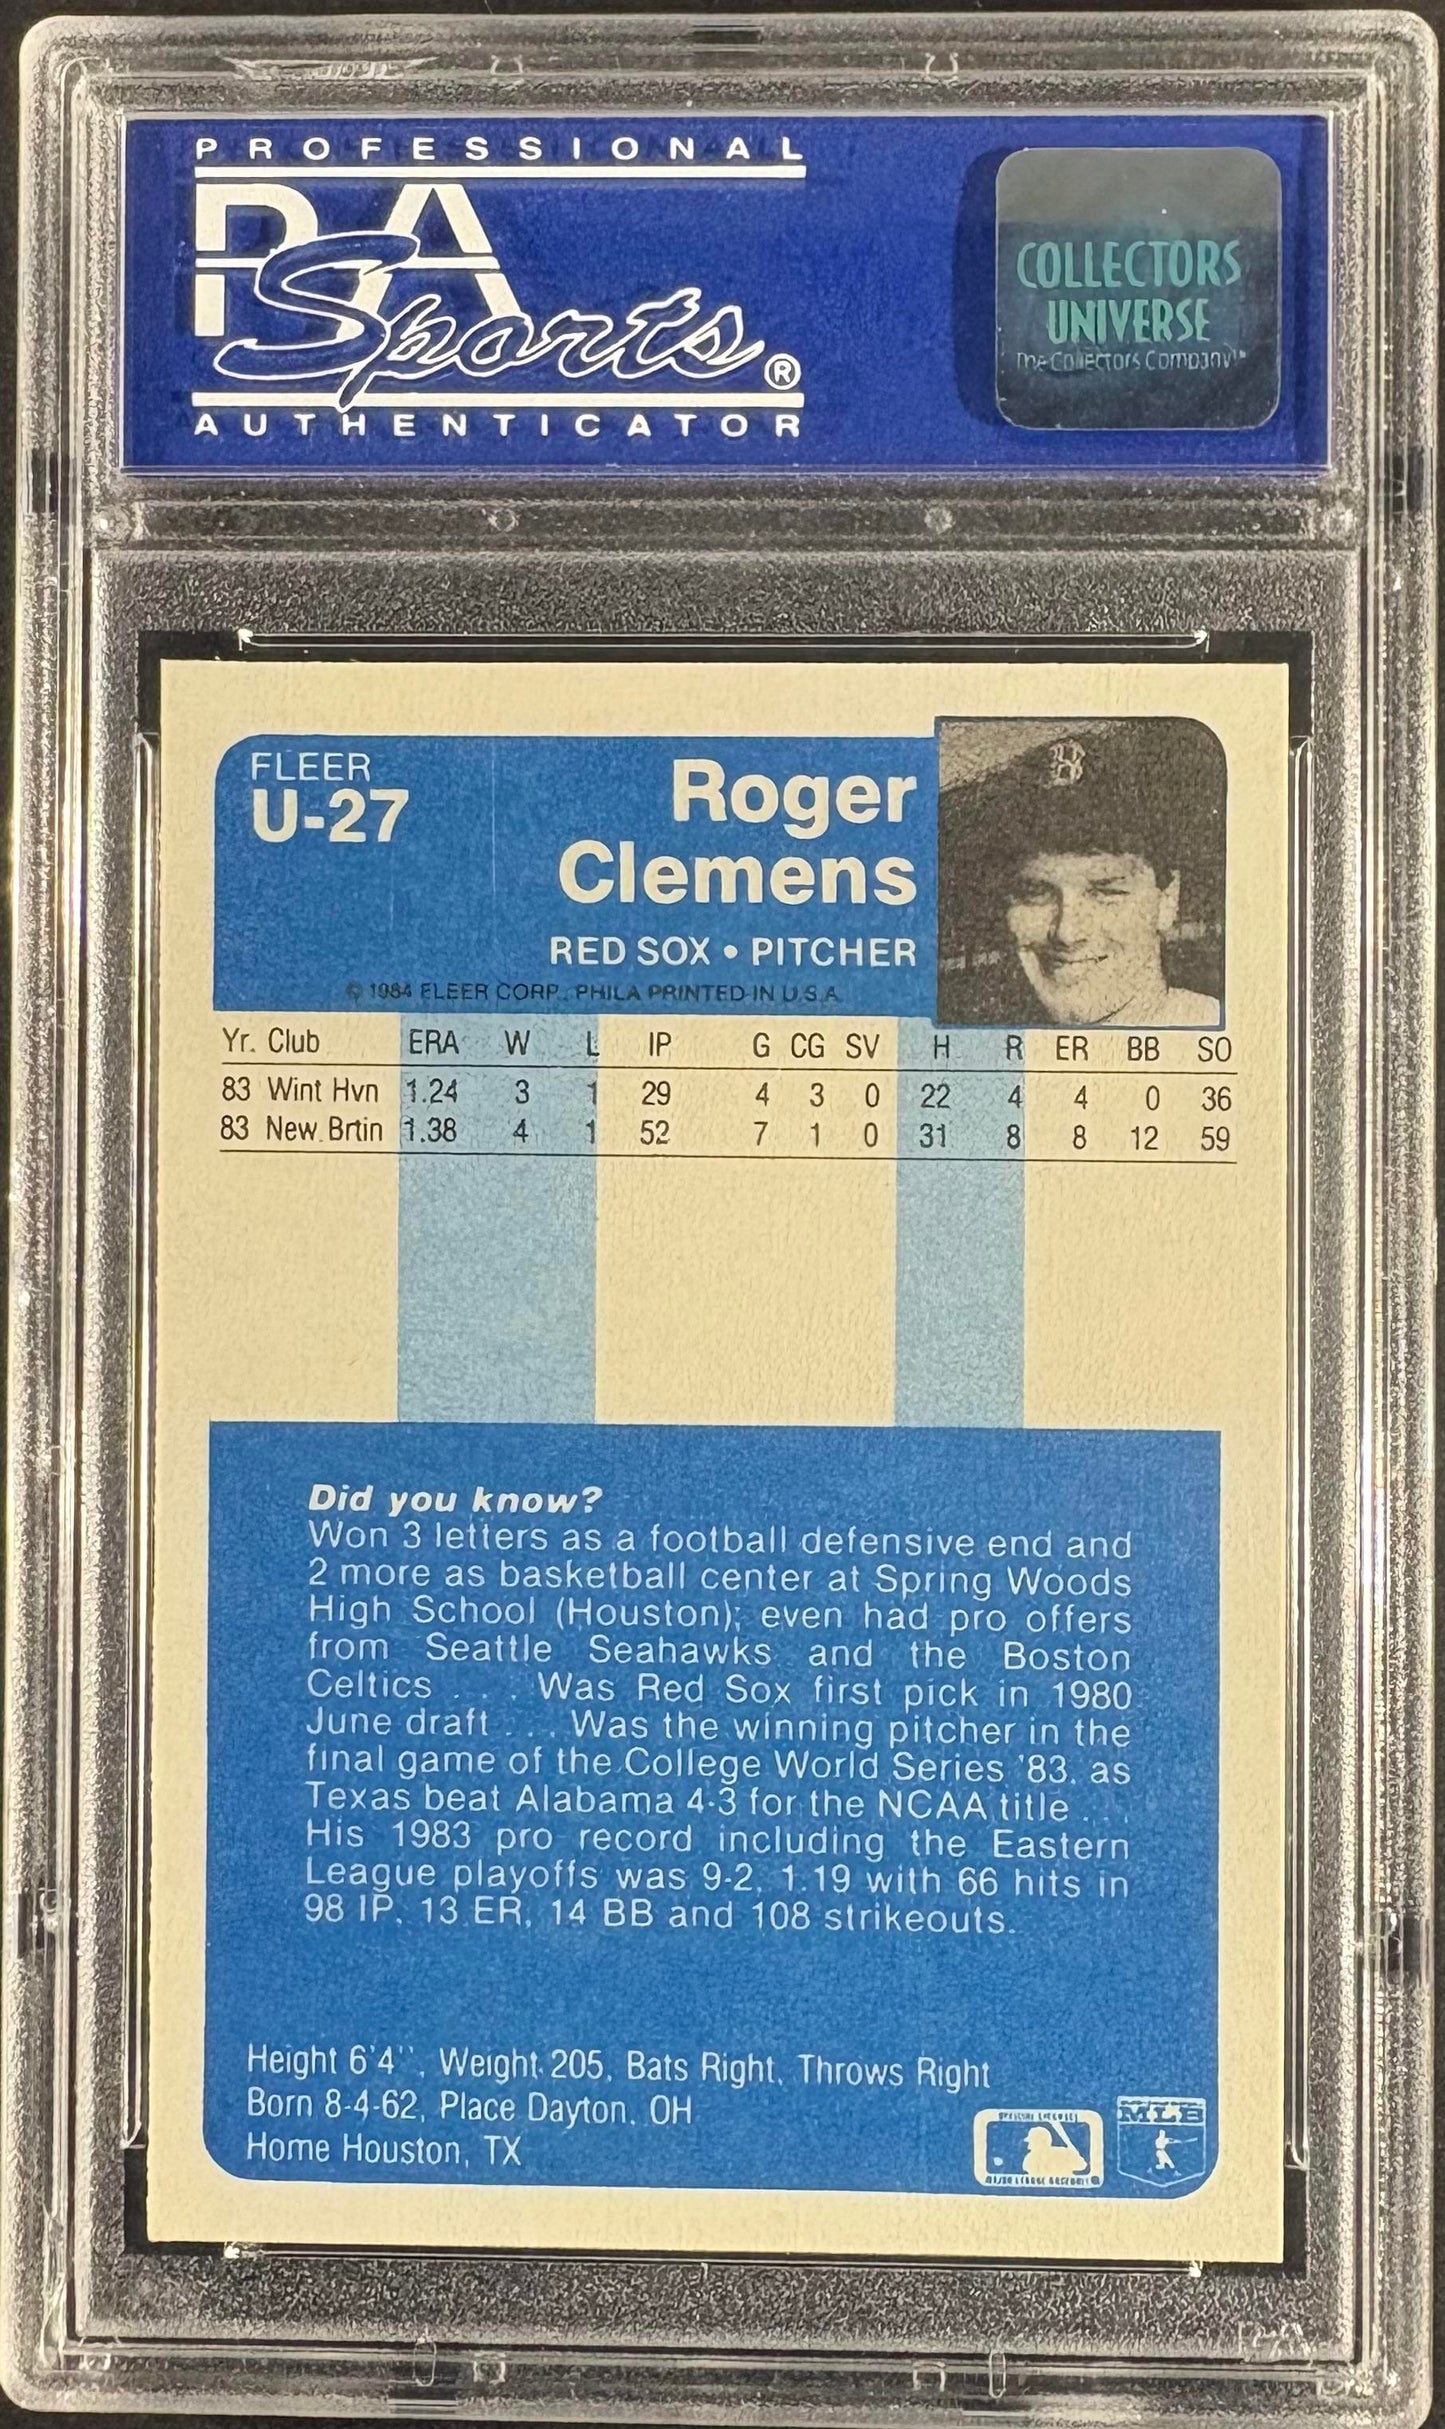 PROFESSIONAL
PSA
Sports®
AUTHENTICATOR
COLLECTORS
UNIVERSE
The Collectors Company
FLEER
U-27
Roger
Clemens
RED SOX • PITCHER
© 1984 FLEER CORP. PHILA PRINTED IN U.S.A.
B
Yr. Club ERA W L IP G CG SV H R ER BB SO
83 Wint Hvn 1.24 3 1 29 4 3 0 22 4 4 0 36
83 New Brtin 1.38 4 1 52 7 1 0 31 8 8 12 59
Did you know?
Won 3 letters as a football defensive end and
2 more as basketball center at Spring Woods
High School (Houston); even had pro offers
from Seattle Seahawks and the Boston
Celtics . . . Was Red Sox first pick in 1980
June draft . . . Was the winning pitcher in the
final game of the College World Series '83, as
Texas beat Alabama 4-3 for the NCAA title . . .
His 1983 pro record including the Eastern
League playoffs was 9-2, 1.19 with 66 hits in
98 IP, 13 ER, 14 BB and 108 strikeouts.
Height 6'4", Weight 205, Bats Right, Throws Right
Born 8-4-62, Place Dayton, OH
Home Houston, TX
MLB
MAJOR LEAGUE BASEBALL